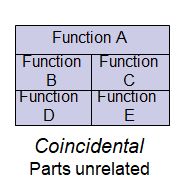 Function A
Function Function
B C
Function Function
D E
Coincidental
Parts unrelated